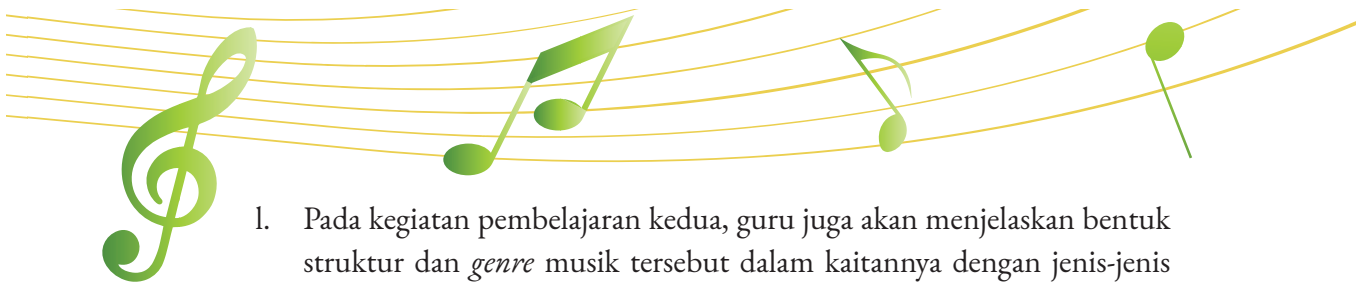 l. Pada kegiatan pembelajaran kedua, guru juga akan menjelaskan bentuk
struktur dan genre musik tersebut dalam kaitannya dengan jenis-jenis